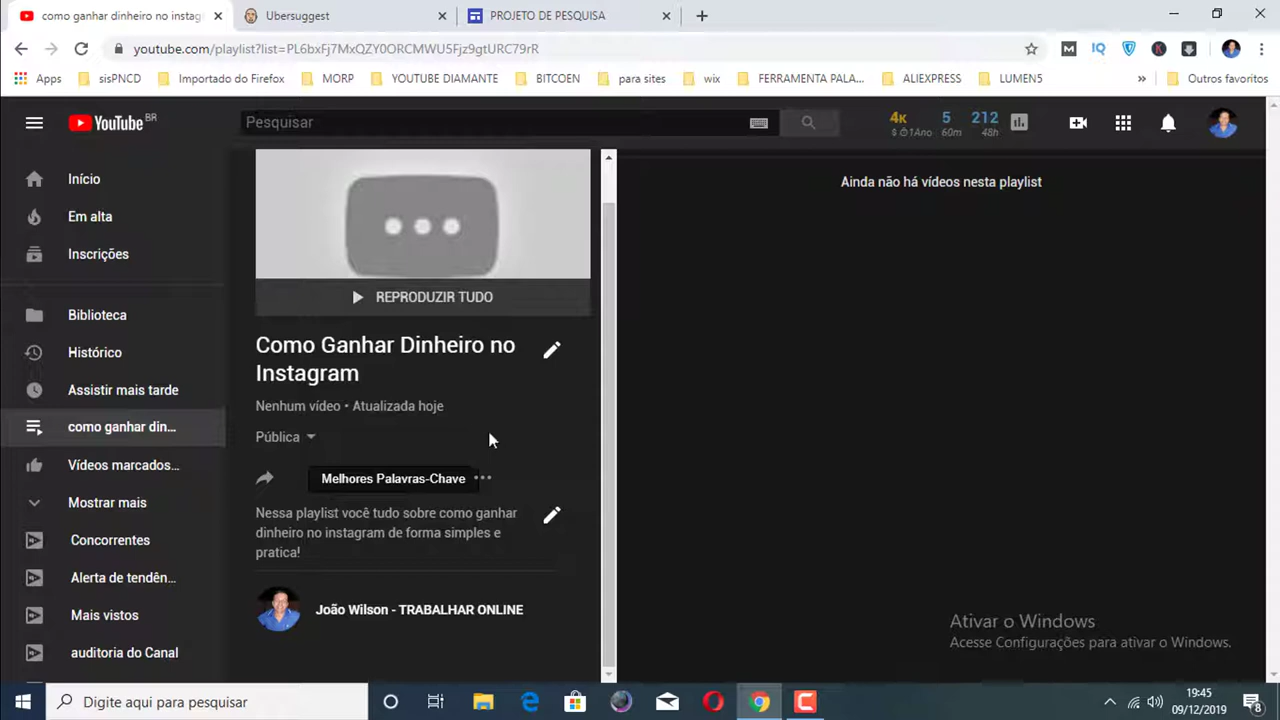 como ganhar dinheiro no instag
Ubersuggest
PROJETO DE PESQUISA
youtube.com/playlist?list=PL6bxFj7MxQZY0ORCMWU5Fjz9gtURC79rR
Apps
sisPNCD
Importado do Firefox
MORP
YOUTUBE DIAMANTE
BITCOEN
para sites
wix
FERRAMENTA PALA...
ALIEXPRESS
LUMEN5
»
Outros favoritos
YouTube BR
Pesquisar
4K
$ 1Ano
5
60m
212
48h
Início
Em alta
Inscrições
Biblioteca
Histórico
Assistir mais tarde
como ganhar din...
Vídeos marcados...
Mostrar mais
Concorrentes
Alerta de tendên...
Mais vistos
auditoria do Canal
REPRODUZIR TUDO
Como Ganhar Dinheiro no
Instagram
Nenhum vídeo • Atualizada hoje
Pública
Melhores Palavras-Chave
Nessa playlist você tudo sobre como ganhar
dinheiro no instagram de forma simples e
pratica!
João Wilson - TRABALHAR ONLINE
Ainda não há vídeos nesta playlist
Ativar o Windows
Acesse Configurações para ativar o Windows.
Digite aqui para pesquisar
19:45
09/12/2019
8